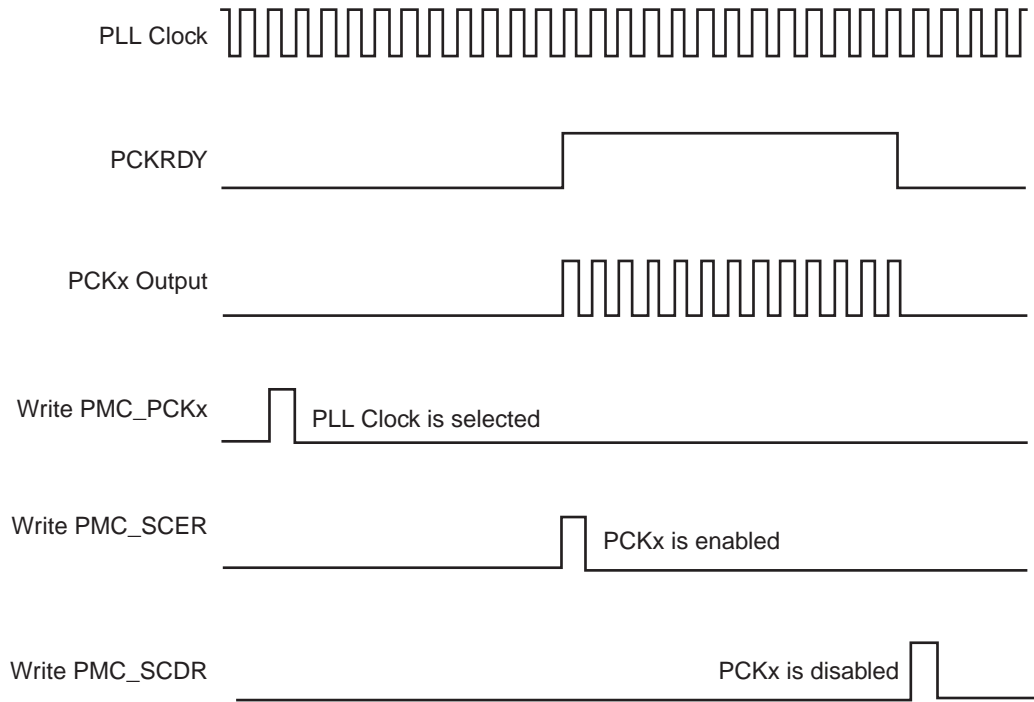 PLL Clock
PCKRDY
PCKx Output
Write PMC_PCKx
PLL Clock is selected
Write PMC_SCER
PCKx is enabled
Write PMC_SCDR
PCKx is disabled